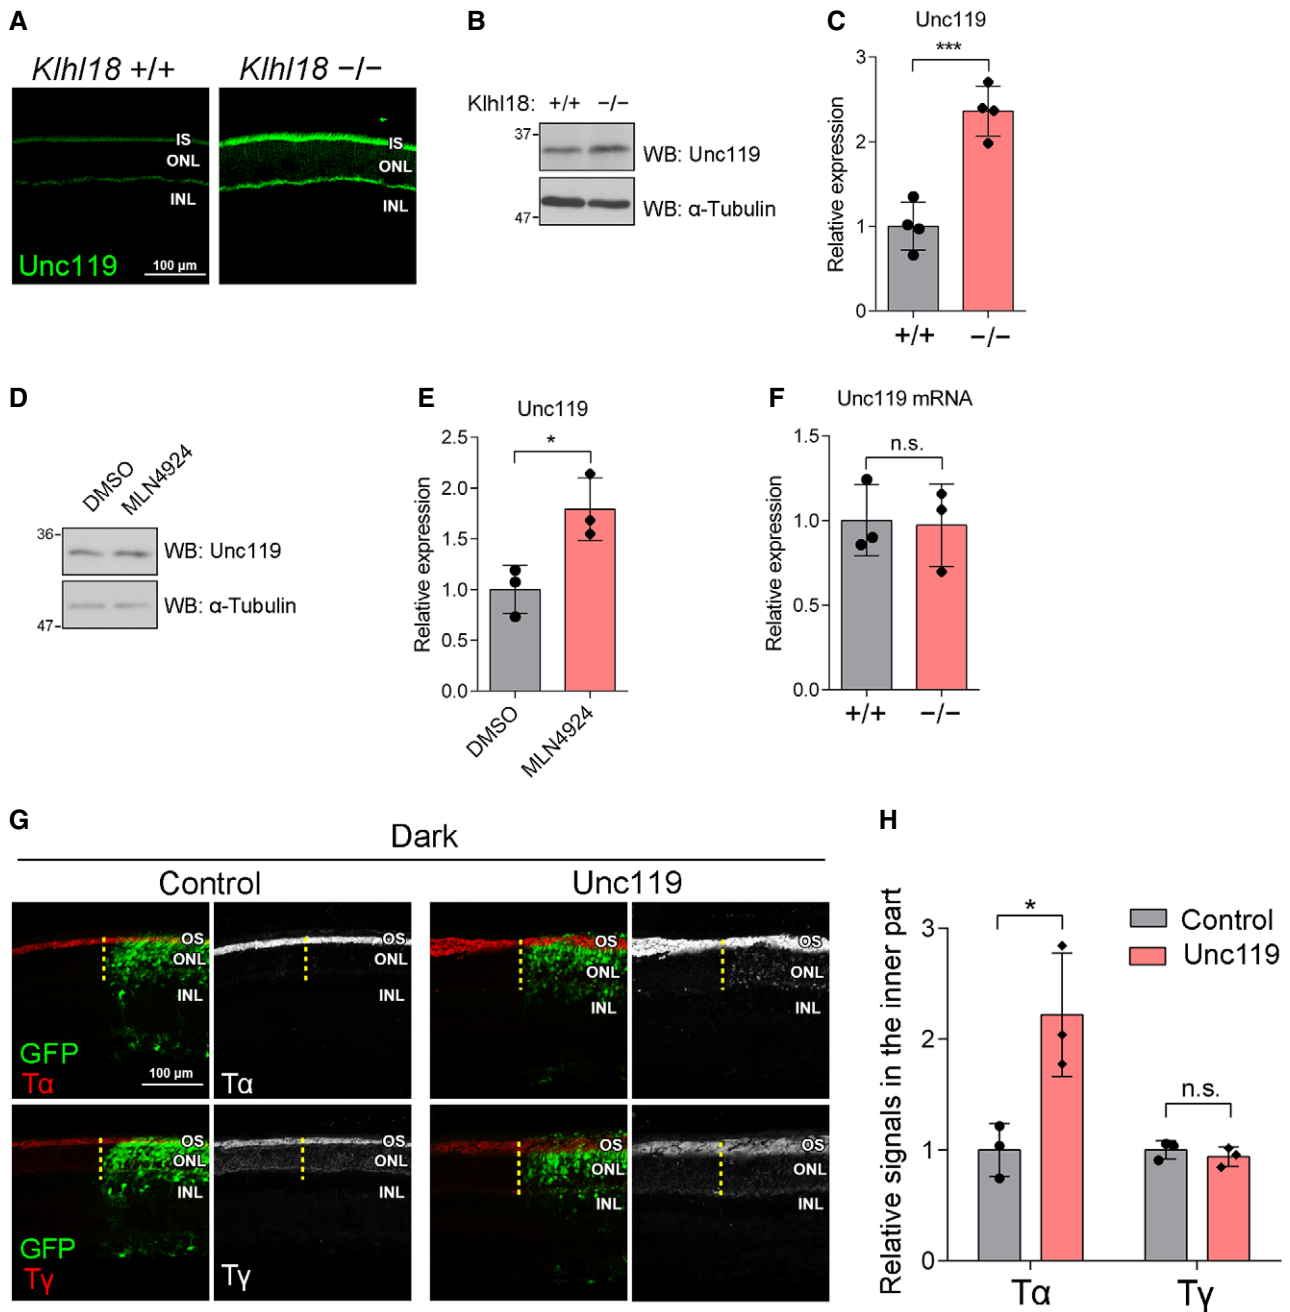 A
Klhl18 +/+
Klhl18 −/−
IS
ONL
INL
Unc119
100 µm
IS
ONL
INL
B
Klhl18: +/+ −/−
37-
WB: Unc119
47-
WB: α-Tubulin
C
Unc119
***
Relative expression
3
2
1
0
+/+
−/−
D
DMSO
MLN4924
36-
WB: Unc119
WB: α-Tubulin
47-
E
Unc119
*
Relative expression
2.5
2.0
1.5
1.0
0.5
0.0
DMSO
MLN4924
F
Unc119 mRNA
n.s.
Relative expression
1.5
1.0
0.5
0.0
+/+
−/−
G
Dark
Control
Unc119
OS
ONL
INL
GFP
Tα
100 µm
OS
ONL
INL
Tα
OS
ONL
INL
OS
ONL
INL
OS
ONL
INL
GFP
Tγ
OS
ONL
INL
Tγ
OS
ONL
INL
OS
ONL
INL
H
Relative signals in the inner part
3
2
1
0
*
n.s.
Control
Unc119
Tα
Tγ